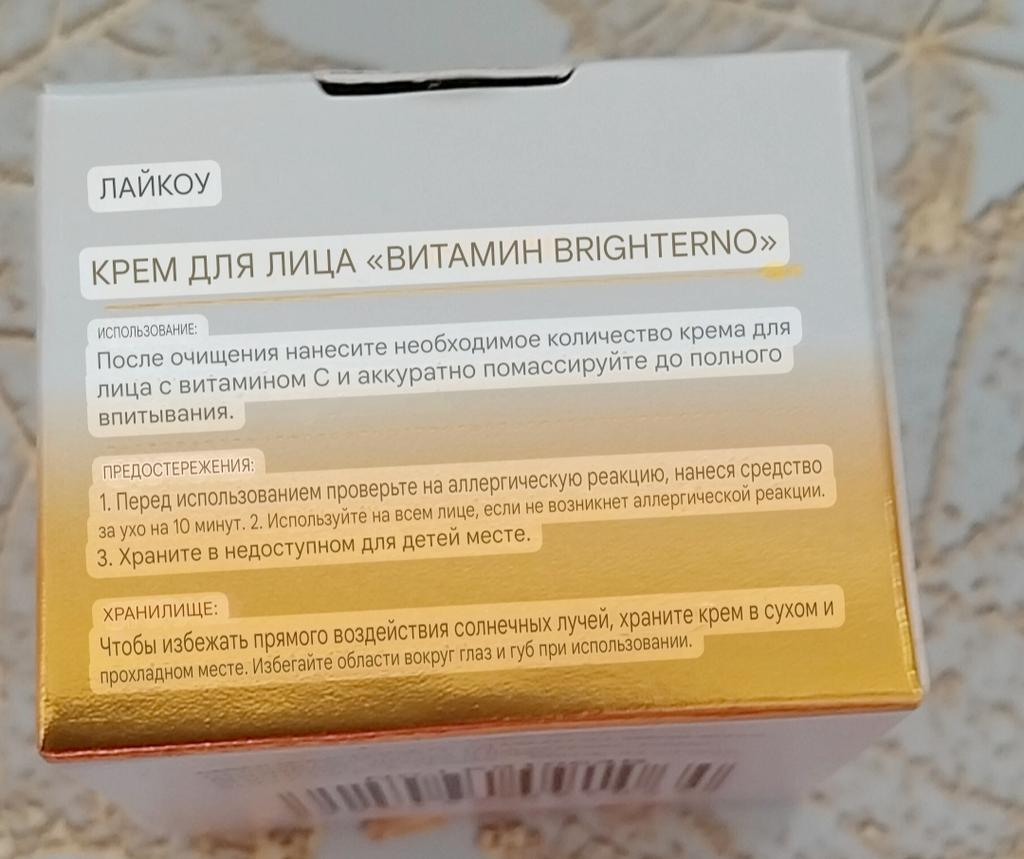 ЛАЙКОУ
КРЕМ ДЛЯ ЛИЦА «ВИТАМИН BRIGHTERNO»
ИСПОЛЬЗОВАНИЕ:
После очищения нанесите необходимое количество крема для
лица с витамином С и аккуратно помассируйте до полного
впитывания.
ПРЕДОСТЕРЕЖЕНИЯ:
1. Перед использованием проверьте на аллергическую реакцию, нанеся средство
за ухо на 10 минут. 2. Используйте на всем лице, если не возникнет аллергической реакции.
3. Храните в недоступном для детей месте.
ХРАНИЛИЩЕ:
Чтобы избежать прямого воздействия солнечных лучей, храните крем в сухом и
прохладном месте. Избегайте области вокруг глаз и губ при использовании.